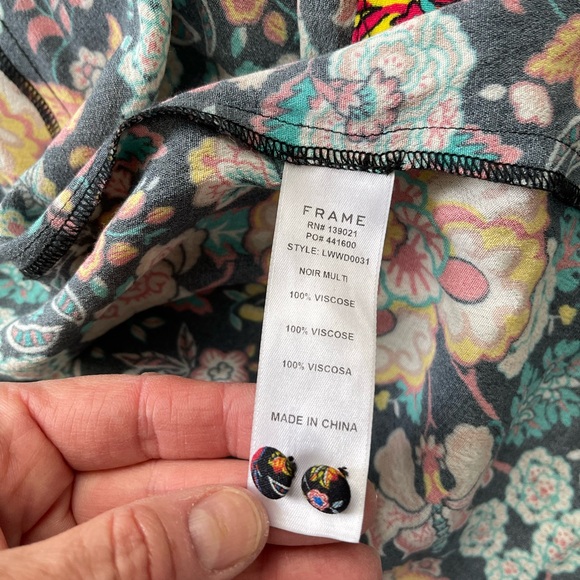 FRAME
RN# 139021
PO# 441600
STYLE: LWWD0031
NOIR MULTI
100% VISCOSE
100% VISCOSE
100% VISCOSA
MADE IN CHINA